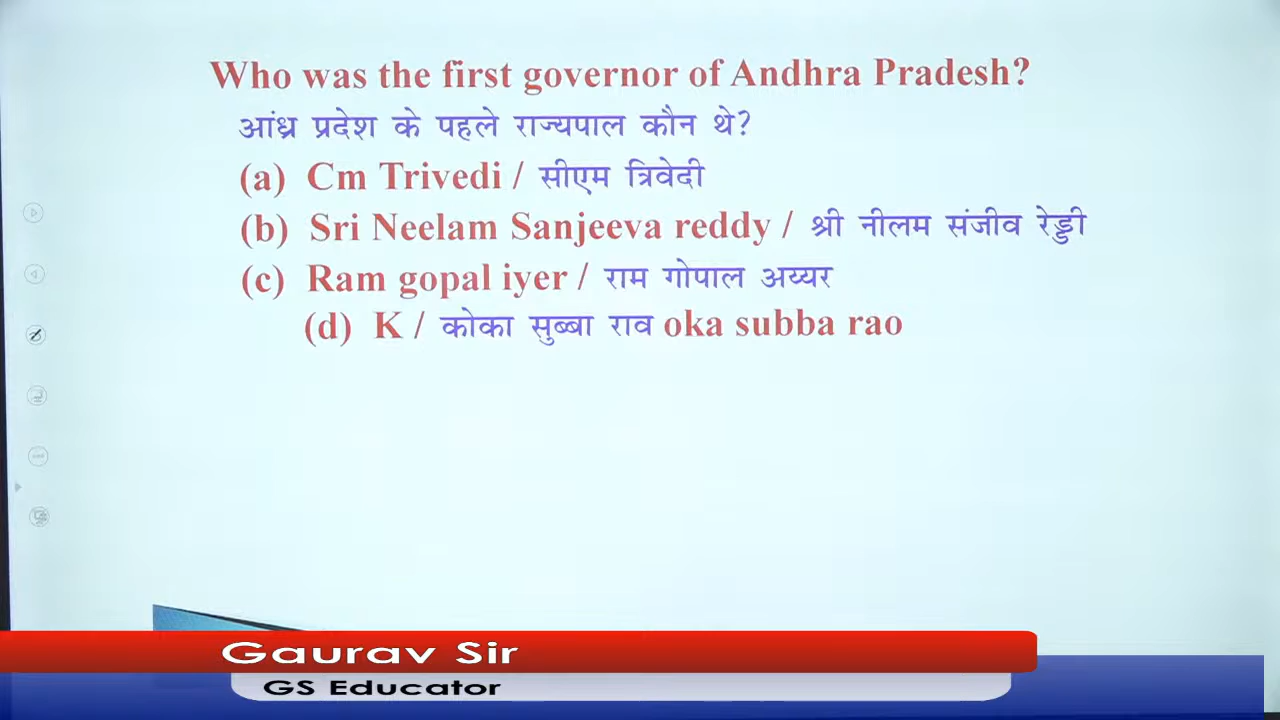 Who was the first governor of Andhra Pradesh?
आंध्र प्रदेश के पहले राज्यपाल कौन थे?
(a) Cm Trivedi / सीएम त्रिवेदी
(b) Sri Neelam Sanjeeva reddy / श्री नीलम संजीव रेड्डी
(c) Ram gopal iyer / राम गोपाल अय्यर
(d) K / कोका सुब्बा राव oka subba rao
Gaurav Sir
GS Educator